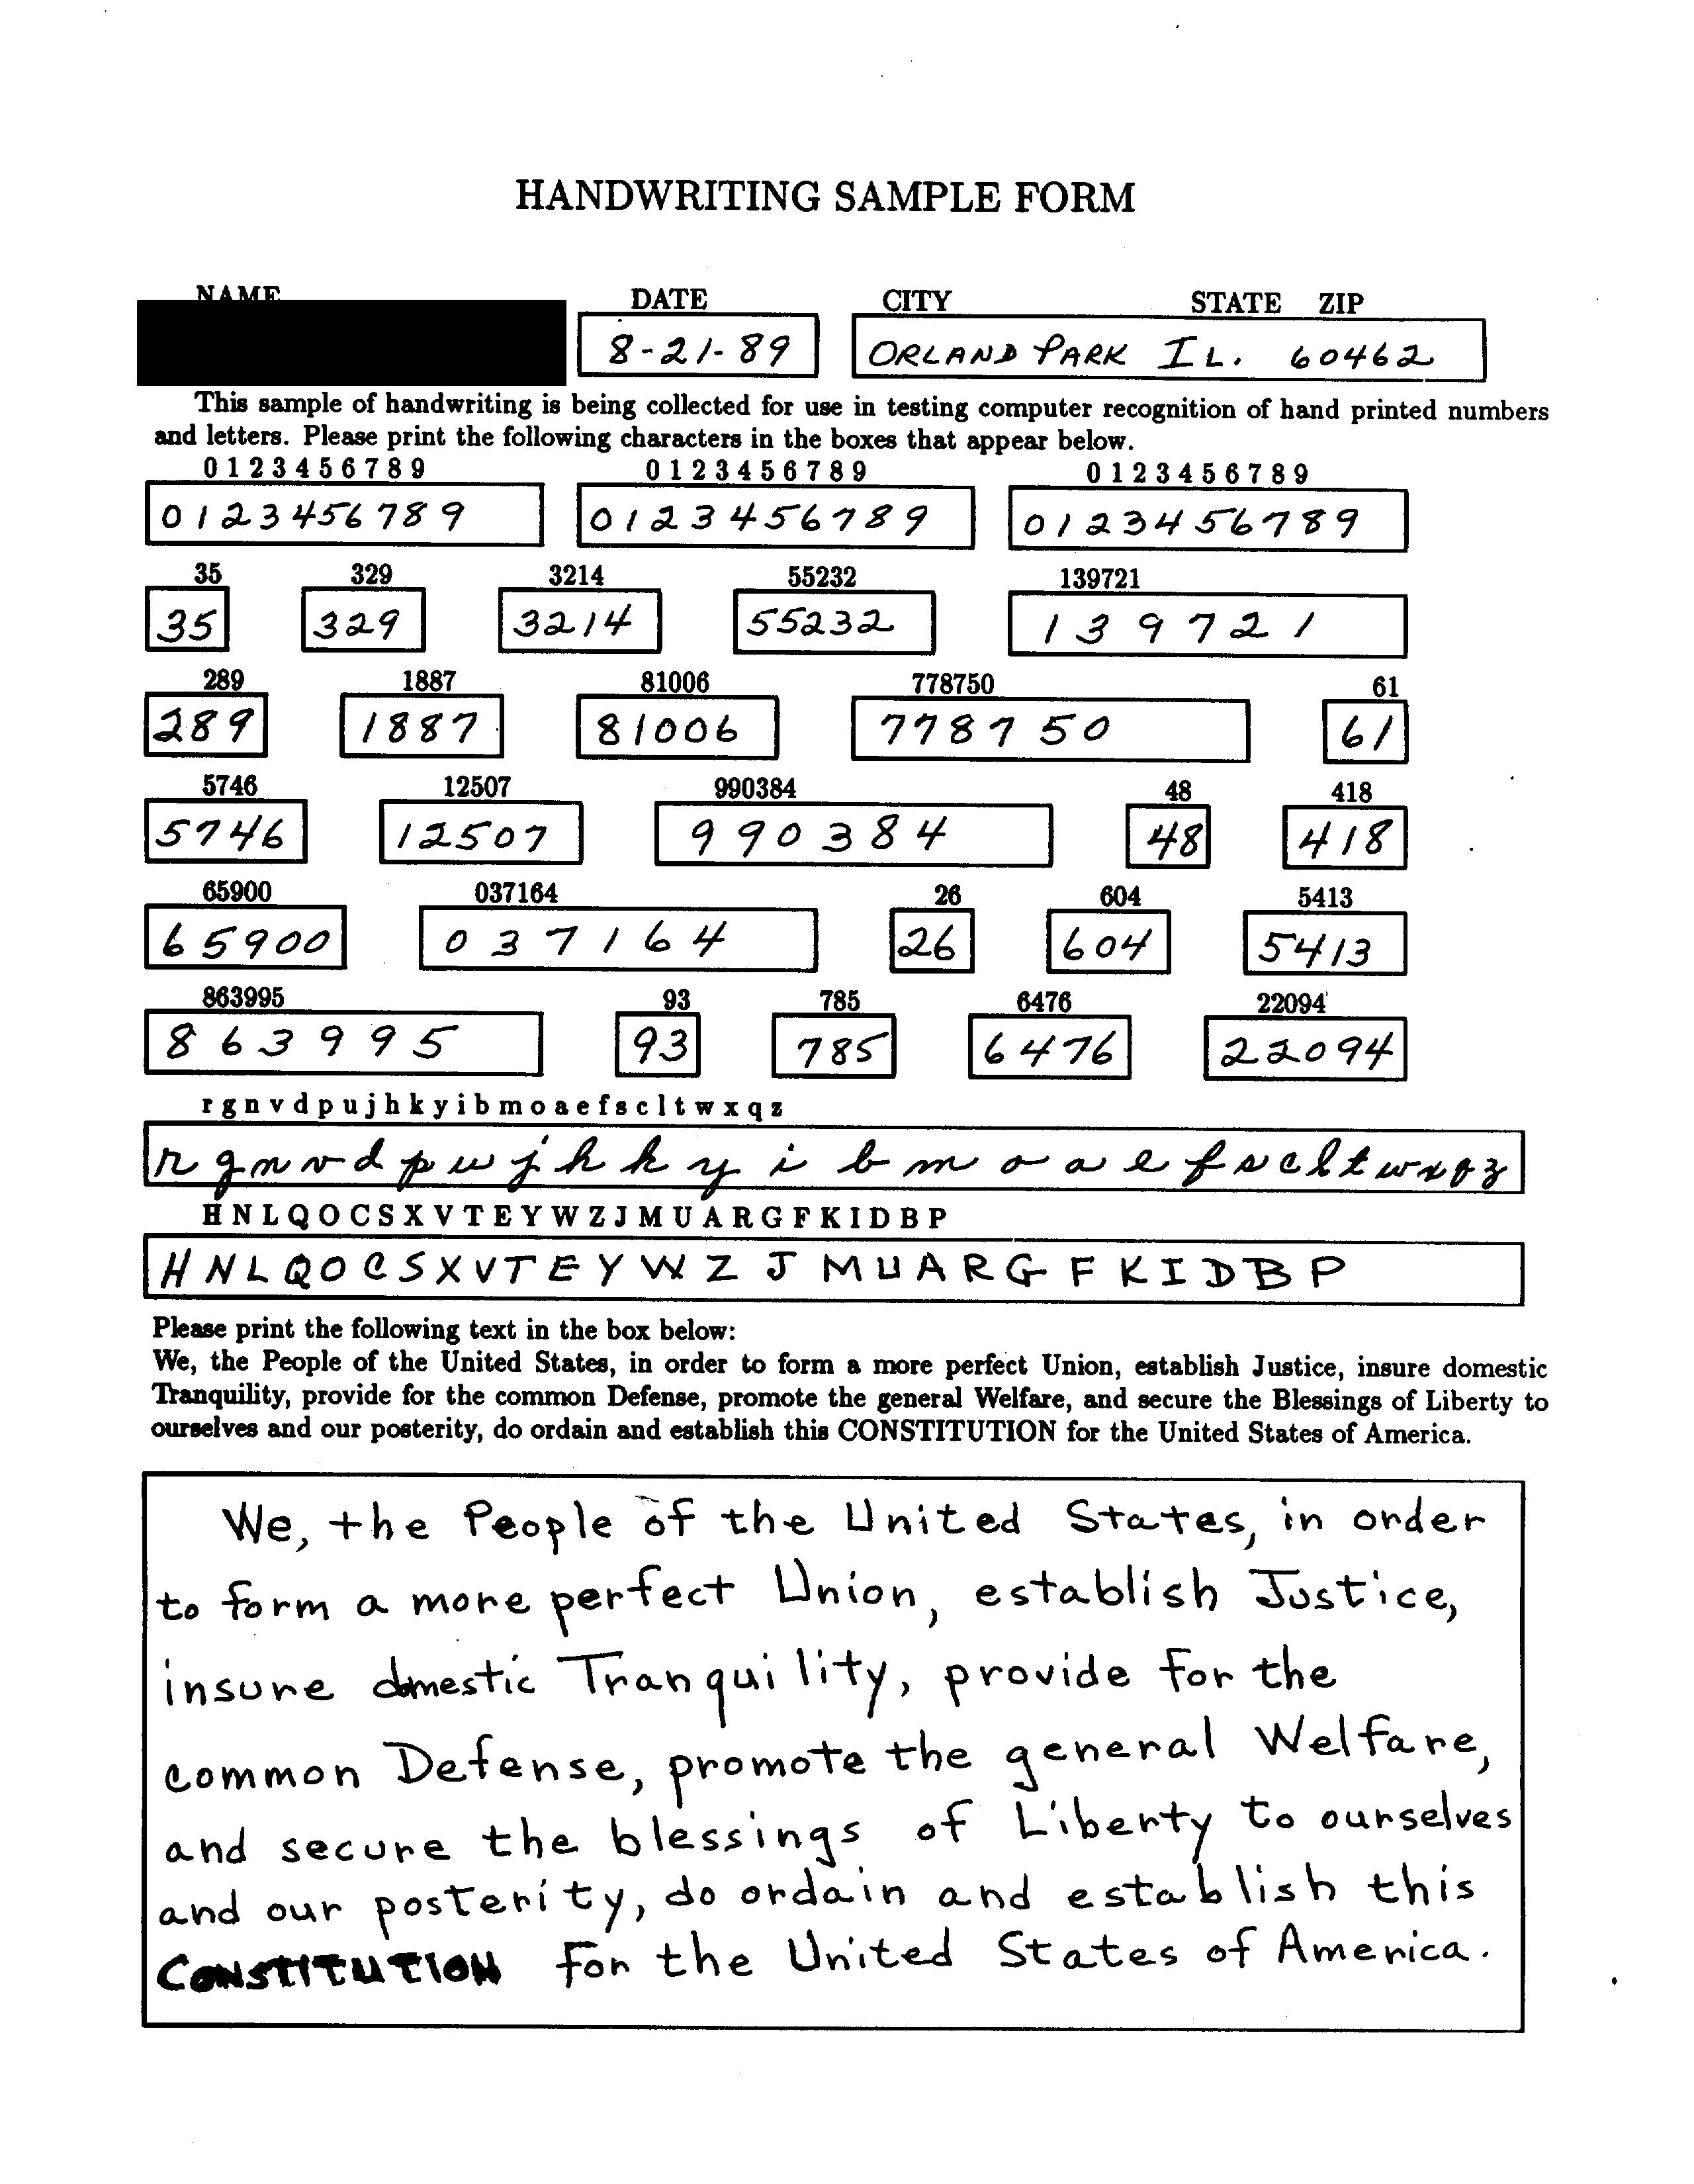 HANDWRITING SAMPLE FORM
NAME DATE CITY STATE ZIP
8-21-89 ORLAND PARK IL. 60462
This sample of handwriting is being collected for use in testing computer recognition of hand printed numbers
and letters. Please print the following characters in the boxes that appear below.
0 1 2 3 4 5 6 7 8 9 0 1 2 3 4 5 6 7 8 9 0 1 2 3 4 5 6 7 8 9
0123456789 0123456789 0123456789
35 329 3214 55232 139721
35 329 3214 55232 139721
289 1887 81006 778750 61
289 1887 81006 778750 61
5746 12507 990384 48 418
5746 12507 990384 48 418
65900 037164 26 604 5413
65900 037164 26 604 5413
863995 93 785 6476 22094
863995 93 785 6476 22094
r g n v d p u j h k y i b m o a e f s c l t w x q z
r g n v d p u j h k y i b m o a e f s c l t w x q z
H N L Q O C S X V T E Y W Z J M U A R G F K I D B P
H N L Q O C S X V T E Y W Z J M U A R G F K I D B P
Please print the following text in the box below:
We, the People of the United States, in order to form a more perfect Union, establish Justice, insure domestic
Tranquility, provide for the common Defense, promote the general Welfare, and secure the Blessings of Liberty to
ourselves and our posterity, do ordain and establish this CONSTITUTION for the United States of America.
We, the People of the United States, in order
to form a more perfect Union, establish Justice,
insure domestic Tranquility, provide for the
common Defense, promote the general Welfare,
and secure the blessings of Liberty to ourselves
and our posterity, do ordain and establish this
CONSTITUTION for the United States of America.